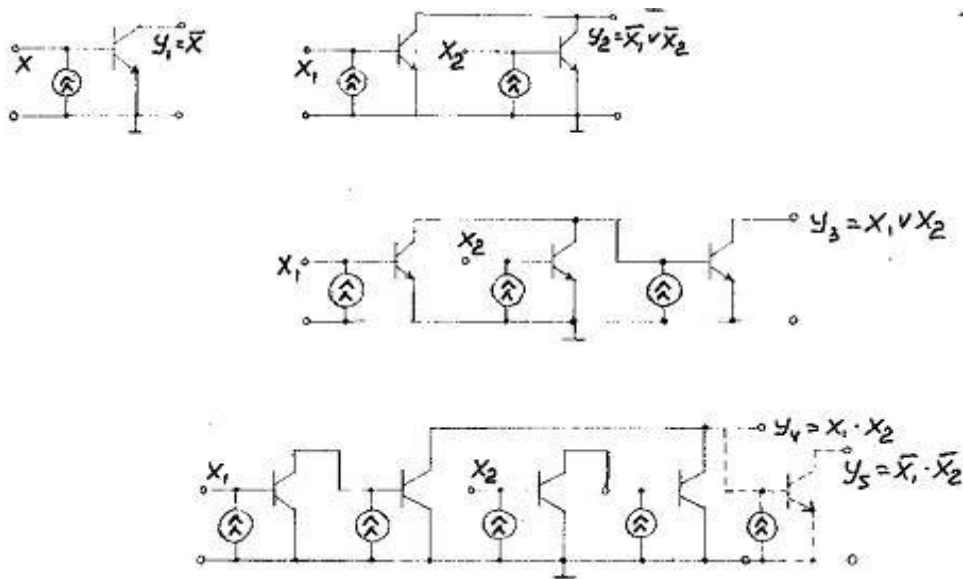 X
y₁ = X̄
X₁
X₂
y₂ = X̄₁ ∨ X̄₂
X₁
X₂
y₃ = X₁ ∨ X₂
X₁
X₂
y₄ = X₁ · X₂
y₅ = X̄₁ · X̄₂